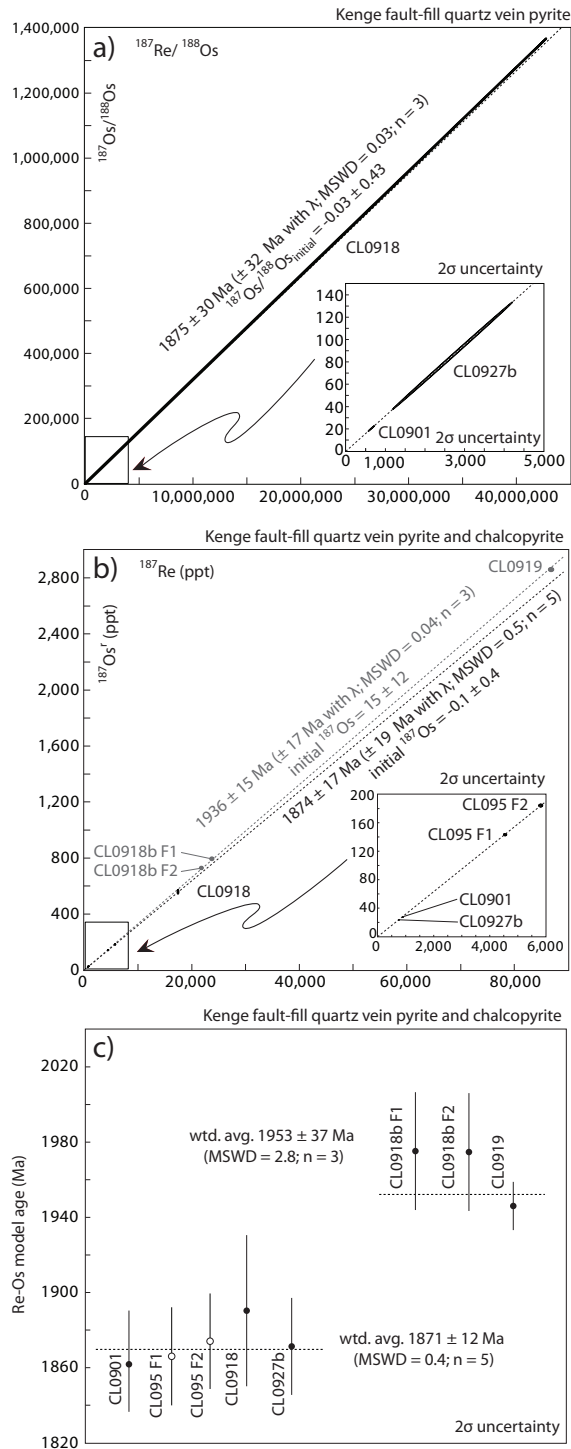 Kenge fault-fill quartz vein pyrite
a)
¹⁸⁷Re/ ¹⁸⁸Os
¹⁸⁷Os/¹⁸⁸Os
1,400,000
1,200,000
1,000,000
800,000
600,000
400,000
200,000
0
1875 ± 30 Ma (± 32 Ma with λ; MSWD = 0.03; n = 3)
¹⁸⁷Os/¹⁸⁸Os initial = -0.03 ± 0.43
CL0918
2σ uncertainty
140
120
100
80
60
40
20
0
CL0927b
CL0901
2σ uncertainty
0 1,000 3,000 5,000
0 10,000,000 20,000,000 30,000,000 40,000,000
Kenge fault-fill quartz vein pyrite and chalcopyrite
b)
¹⁸⁷Re (ppt)
¹⁸⁷Osʳ (ppt)
2,800
2,400
2,000
1,600
1,200
800
400
0
CL0919
1936 ± 15 Ma (± 17 Ma with λ; MSWD = 0.04; n = 3)
initial ¹⁸⁷Os = 15 ± 12
1874 ± 17 Ma (± 19 Ma with λ; MSWD = 0.5; n = 5)
initial ¹⁸⁷Os = -0.1 ± 0.4
CL0918b F1
CL0918b F2
CL0918
2σ uncertainty
200
160
120
80
40
0
CL095 F2
CL095 F1
CL0901
CL0927b
0 2,000 4,000 6,000
0 20,000 40,000 60,000 80,000
Kenge fault-fill quartz vein pyrite and chalcopyrite
c)
Re-Os model age (Ma)
2020
1980
1940
1900
1860
1820
wtd. avg. 1953 ± 37 Ma
(MSWD = 2.8; n = 3)
CL0918b F1
CL0918b F2
CL0919
CL0901
CL095 F1
CL095 F2
CL0918
CL0927b
wtd. avg. 1871 ± 12 Ma
(MSWD = 0.4; n = 5)
2σ uncertainty